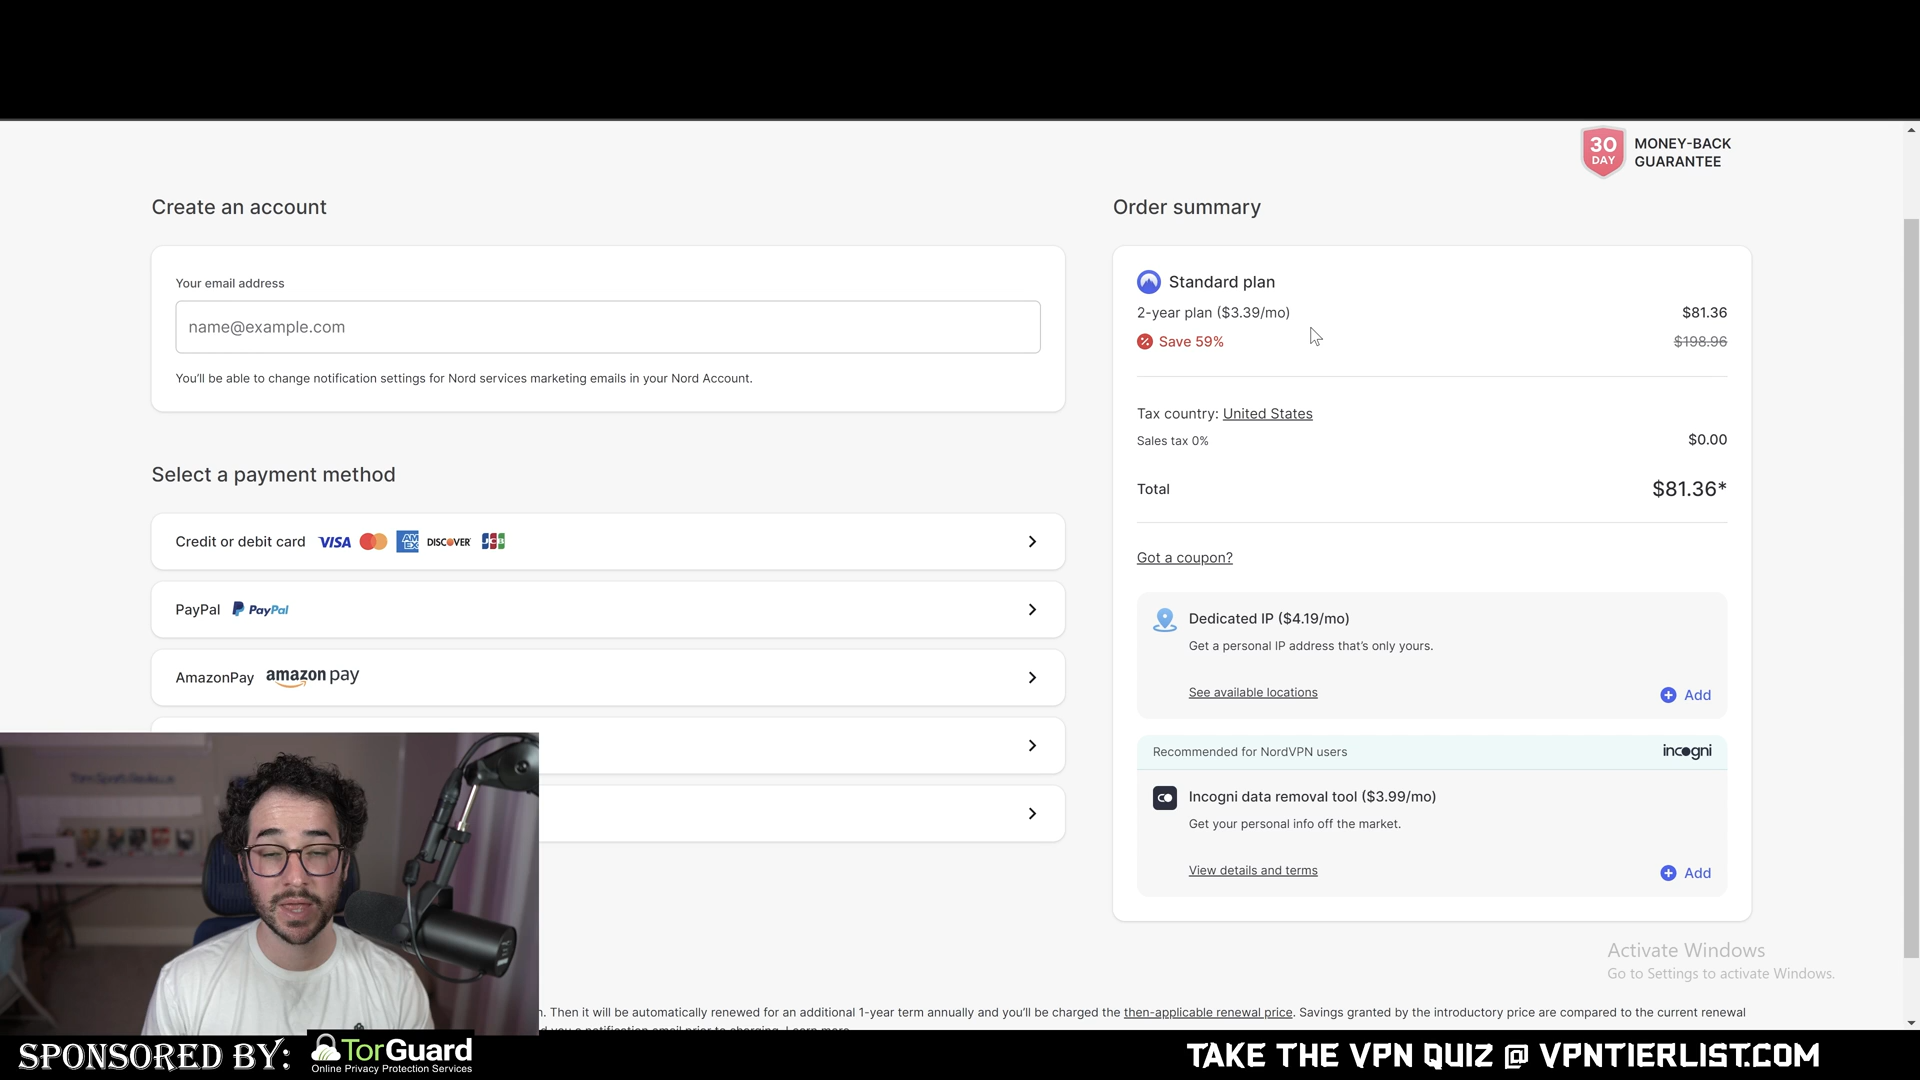 30
DAY
MONEY-BACK
GUARANTEE
Create an account
Your email address
name@example.com
You'll be able to change notification settings for Nord services marketing emails in your Nord Account.
Select a payment method
Credit or debit card VISA AMEX DISCOVER JCB
PayPal PayPal
AmazonPay amazon pay
Order summary
Standard plan
2-year plan ($3.39/mo) $81.36
Save 59% $198.96
Tax country: United States
Sales tax 0% $0.00
Total $81.36*
Got a coupon?
Dedicated IP ($4.19/mo)
Get a personal IP address that's only yours.
See available locations Add
Recommended for NordVPN users incogni
Incogni data removal tool ($3.99/mo)
Get your personal info off the market.
View details and terms Add
Activate Windows
Go to Settings to activate Windows.
Then it will be automatically renewed for an additional 1-year term annually and you'll be charged the then-applicable renewal price. Savings granted by the introductory price are compared to the current renewal
SPONSORED BY: TorGuard
Online Privacy Protection Services
TAKE THE VPN QUIZ @ VPNTIERLIST.COM